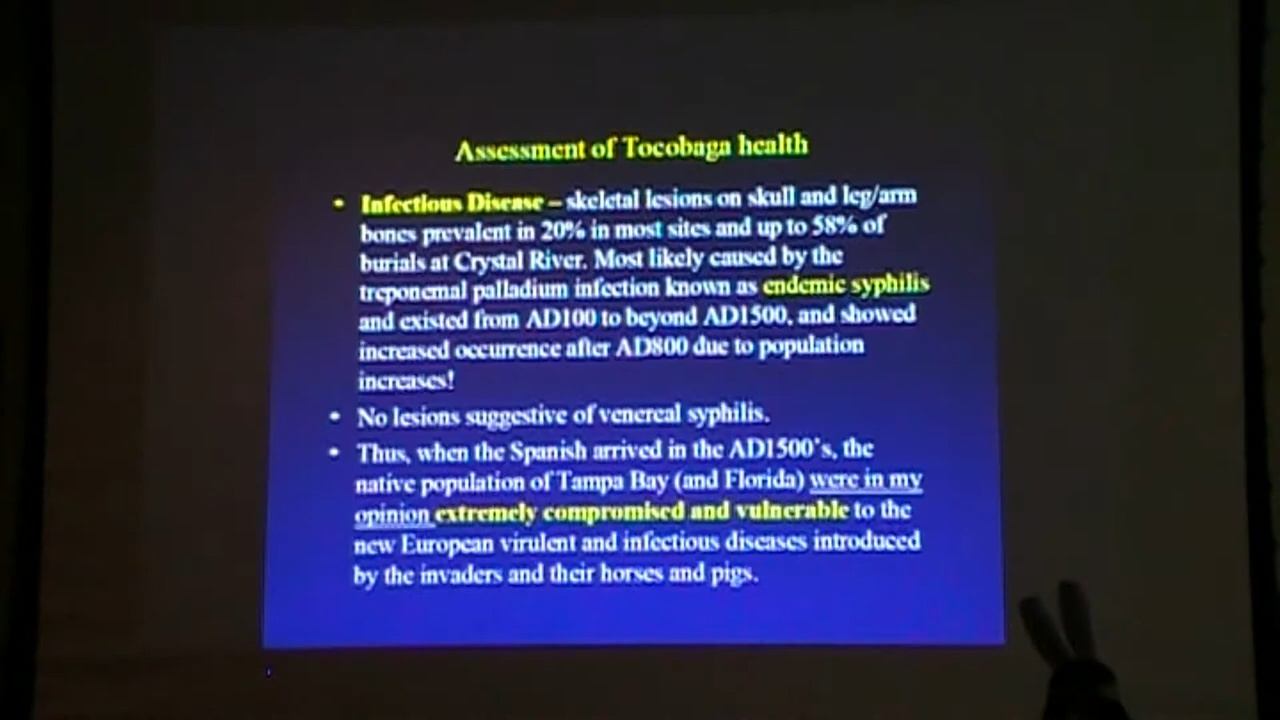 Assessment of Tocobaga health
• Infectious Disease – skeletal lesions on skull and leg/arm
bones prevalent in 20% in most sites and up to 58% of
burials at Crystal River. Most likely caused by the
treponemal palladium infection known as endemic syphilis
and existed from AD100 to beyond AD1500, and showed
increased occurrence after AD800 due to population
increases!
• No lesions suggestive of venereal syphilis.
• Thus, when the Spanish arrived in the AD1500's, the
native population of Tampa Bay (and Florida) were in my
opinion extremely compromised and vulnerable to the
new European virulent and infectious diseases introduced
by the invaders and their horses and pigs.